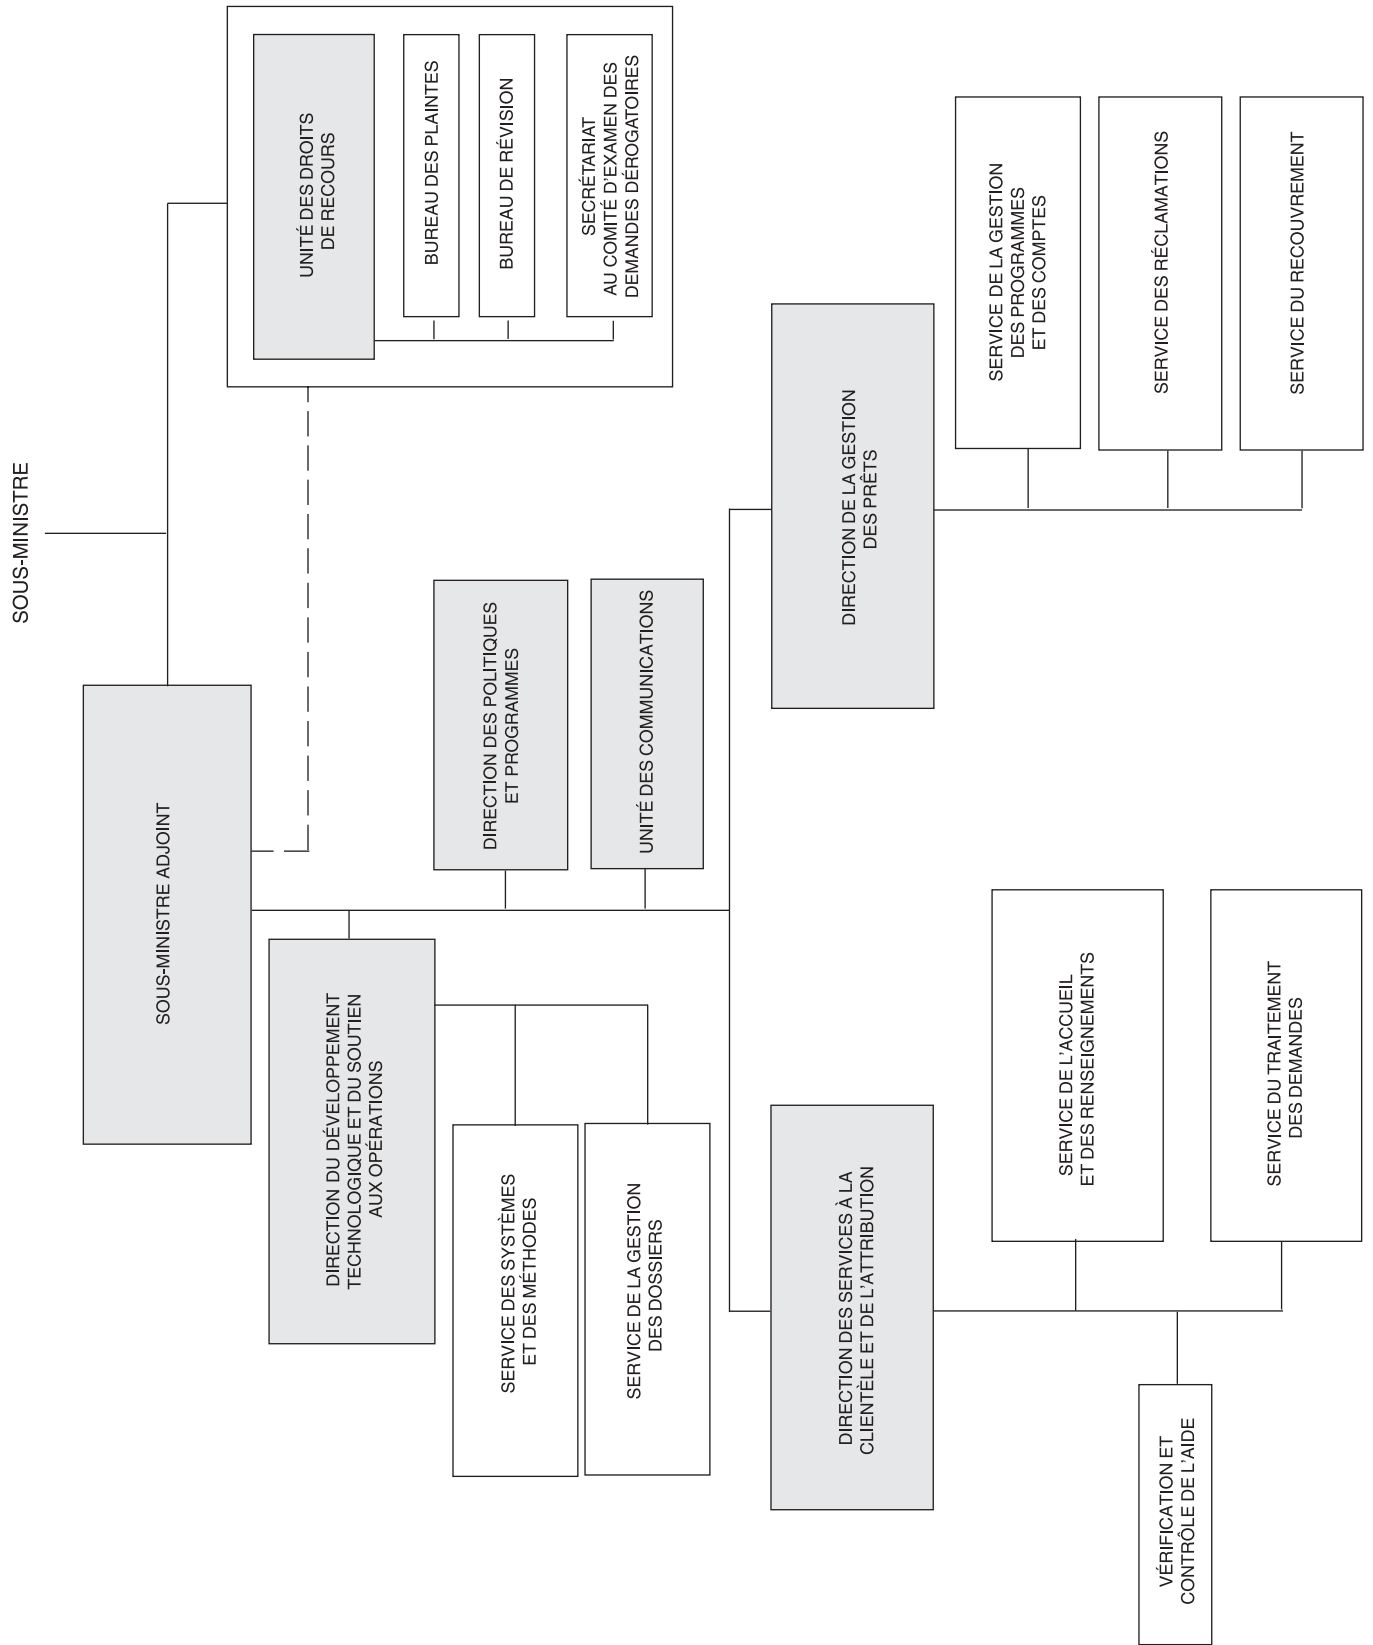 SOUS-MINISTRE
SOUS-MINISTRE ADJOINT
UNITÉ DES DROITS
DE RECOURS
BUREAU DES PLAINTES
BUREAU DE RÉVISION
SECRÉTARIAT
AU COMITÉ D'EXAMEN DES
DEMANDES DÉROGATOIRES
DIRECTION DU DÉVELOPPEMENT
TECHNOLOGIQUE ET DU SOUTIEN
AUX OPÉRATIONS
SERVICE DES SYSTÈMES
ET DES MÉTHODES
SERVICE DE LA GESTION
DES DOSSIERS
DIRECTION DES POLITIQUES
ET PROGRAMMES
UNITÉ DES COMMUNICATIONS
DIRECTION DES SERVICES À LA
CLIENTÈLE ET DE L'ATTRIBUTION
SERVICE DE L'ACCUEIL
ET DES RENSEIGNEMENTS
VÉRIFICATION ET
CONTRÔLE DE L'AIDE
SERVICE DU TRAITEMENT
DES DEMANDES
DIRECTION DE LA GESTION
DES PRÊTS
SERVICE DE LA GESTION
DES PROGRAMMES
ET DES COMPTES
SERVICE DES RÉCLAMATIONS
SERVICE DU RECOUVREMENT